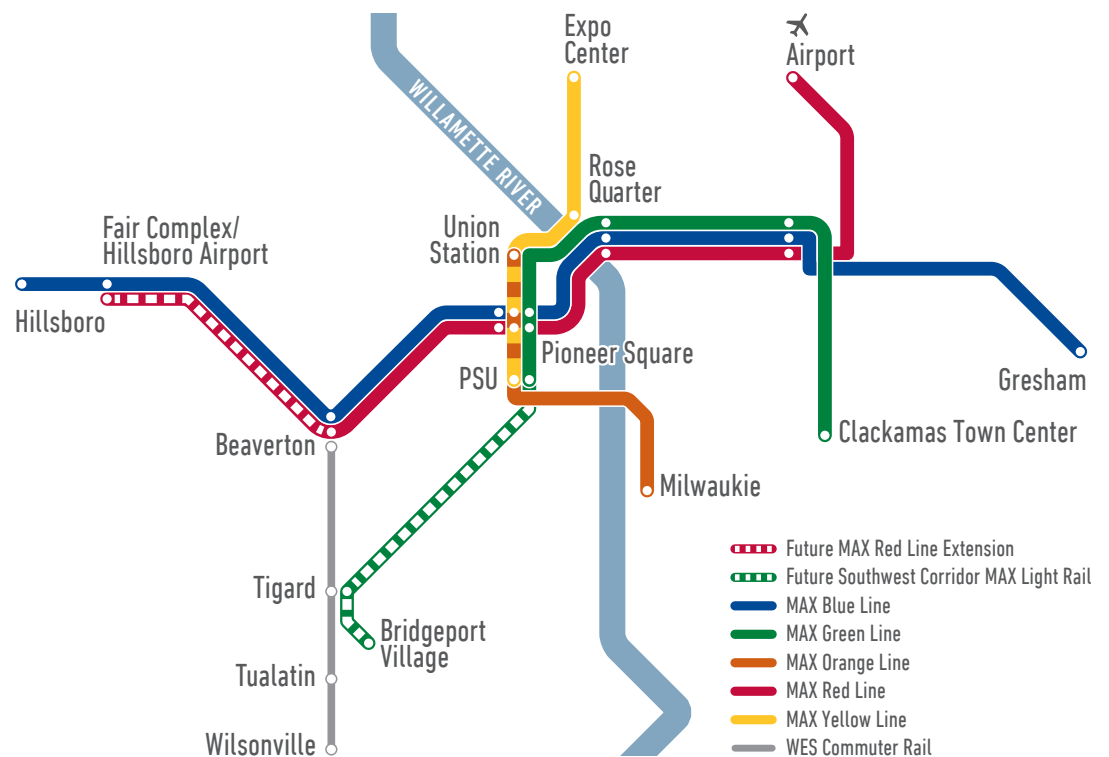 Expo
Center
Airport
WILLAMETTE RIVER
Rose
Quarter
Union
Station
Fair Complex/
Hillsboro Airport
Hillsboro
Pioneer Square
PSU
Gresham
Beaverton
Clackamas Town Center
Milwaukie
Tigard
Bridgeport
Village
Tualatin
Wilsonville
Future MAX Red Line Extension
Future Southwest Corridor MAX Light Rail
MAX Blue Line
MAX Green Line
MAX Orange Line
MAX Red Line
MAX Yellow Line
WES Commuter Rail